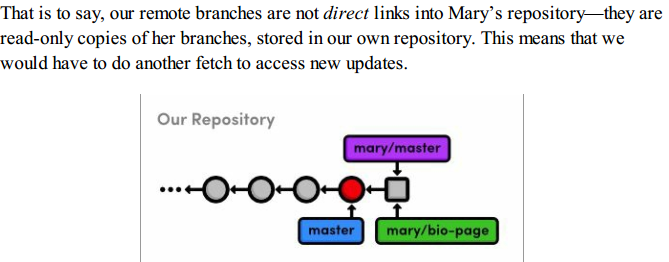 That is to say, our remote branches are not direct links into Mary’s repository—they are
read-only copies of her branches, stored in our own repository. This means that we
would have to do another fetch to access new updates.
Our Repository
mary/master
master
mary/bio-page